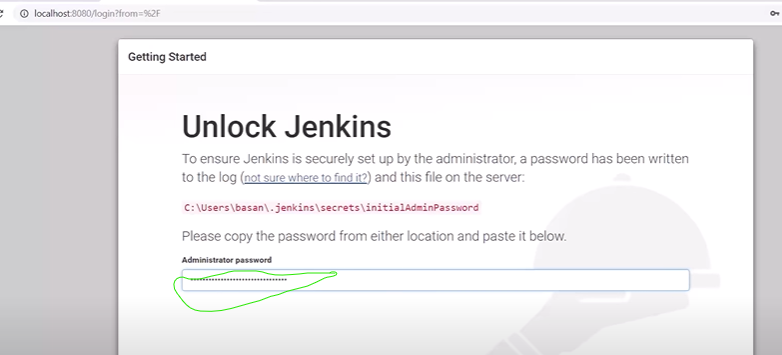 localhost:8080/login?from=%2F
Getting Started
Unlock Jenkins
To ensure Jenkins is securely set up by the administrator, a password has been written
to the log (not sure where to find it?) and this file on the server:
C:\Users\basan\.jenkins\secrets\initialAdminPassword
Please copy the password from either location and paste it below.
Administrator password